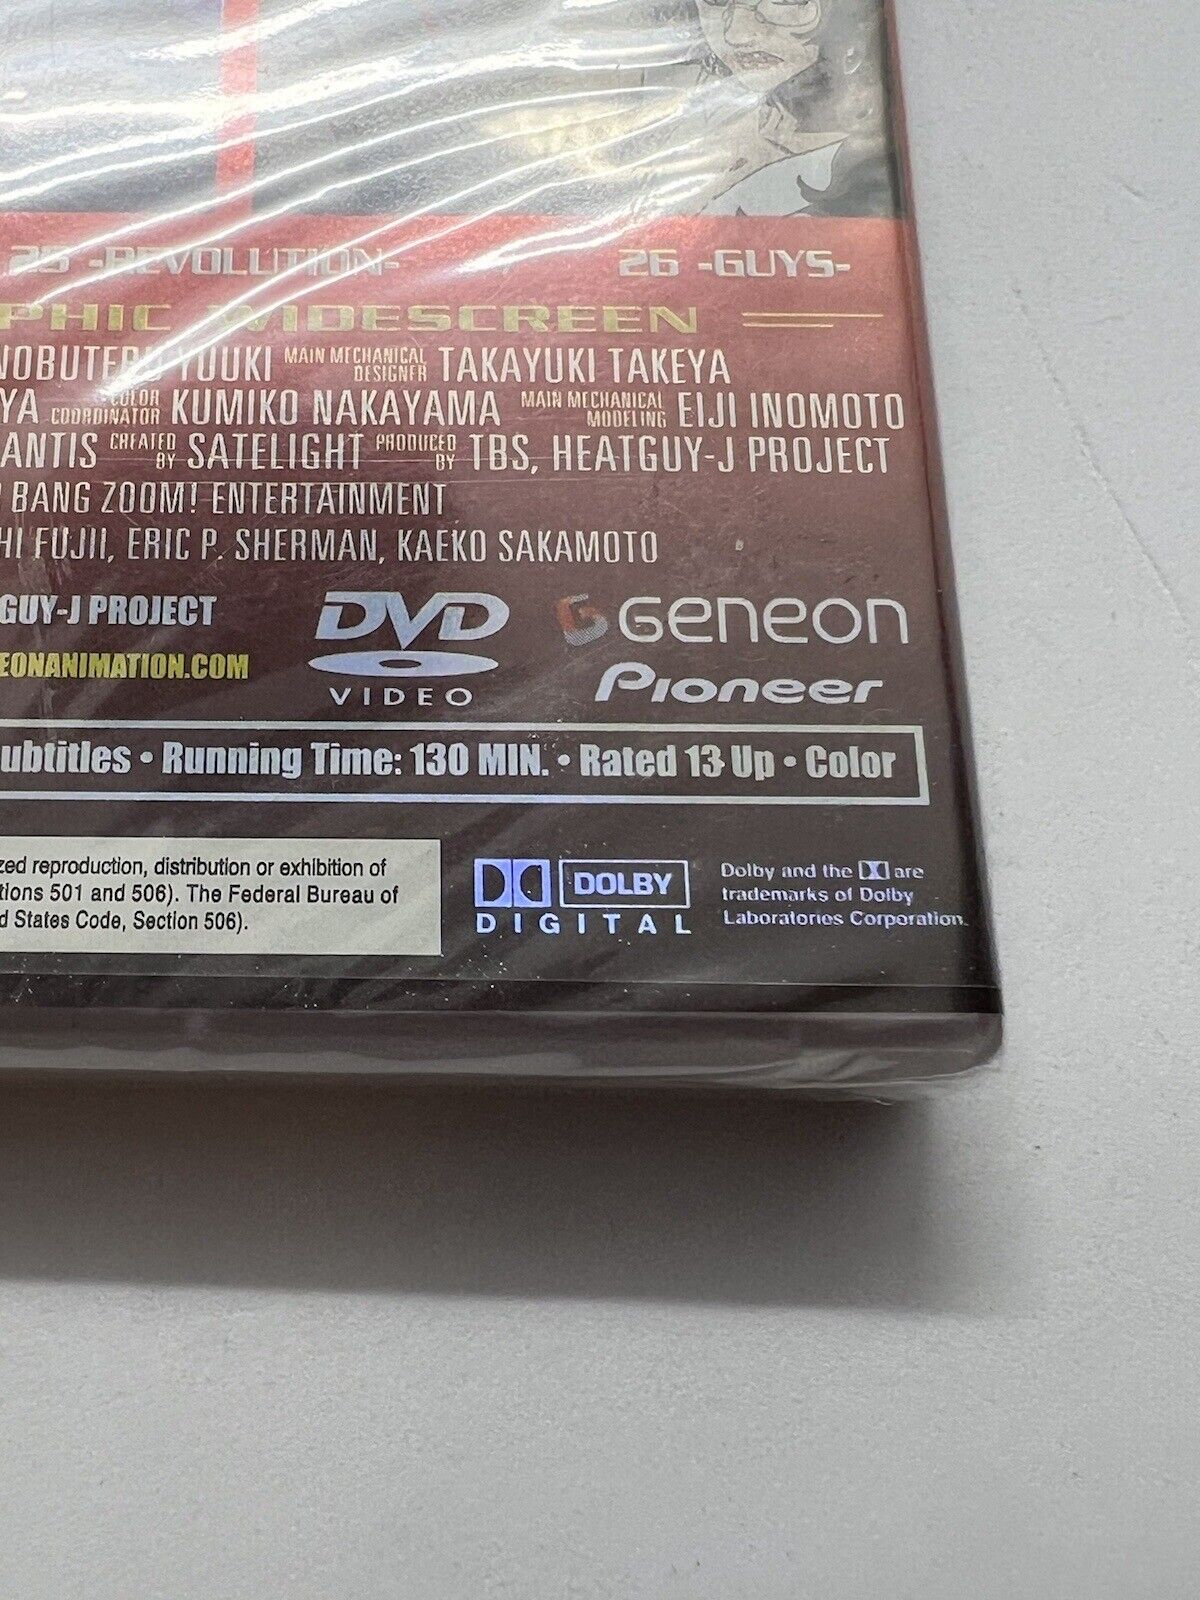 25 -REVOLUTION- 26 -GUYS-
PHIC WIDESCREEN
NOBUTERU YUUKI MAIN MECHANICAL DESIGNER TAKAYUKI TAKEYA
YA COLOR COORDINATOR KUMIKO NAKAYAMA MAIN MECHANICAL MODELING EIJI INOMOTO
ANTIS CREATED BY SATELIGHT PRODUCED BY TBS, HEATGUY-J PROJECT
BANG ZOOM! ENTERTAINMENT
HI FUJII, ERIC P. SHERMAN, KAEKO SAKAMOTO
GUY-J PROJECT
EONANIMATION.COM
DVD
VIDEO
GENEON
Pioneer
ubtitles • Running Time: 130 MIN. • Rated 13 Up • Color
zed reproduction, distribution or exhibition of
tions 501 and 506). The Federal Bureau of
d States Code, Section 506).
DOLBY
DIGITAL
Dolby and the are
trademarks of Dolby
Laboratories Corporation.